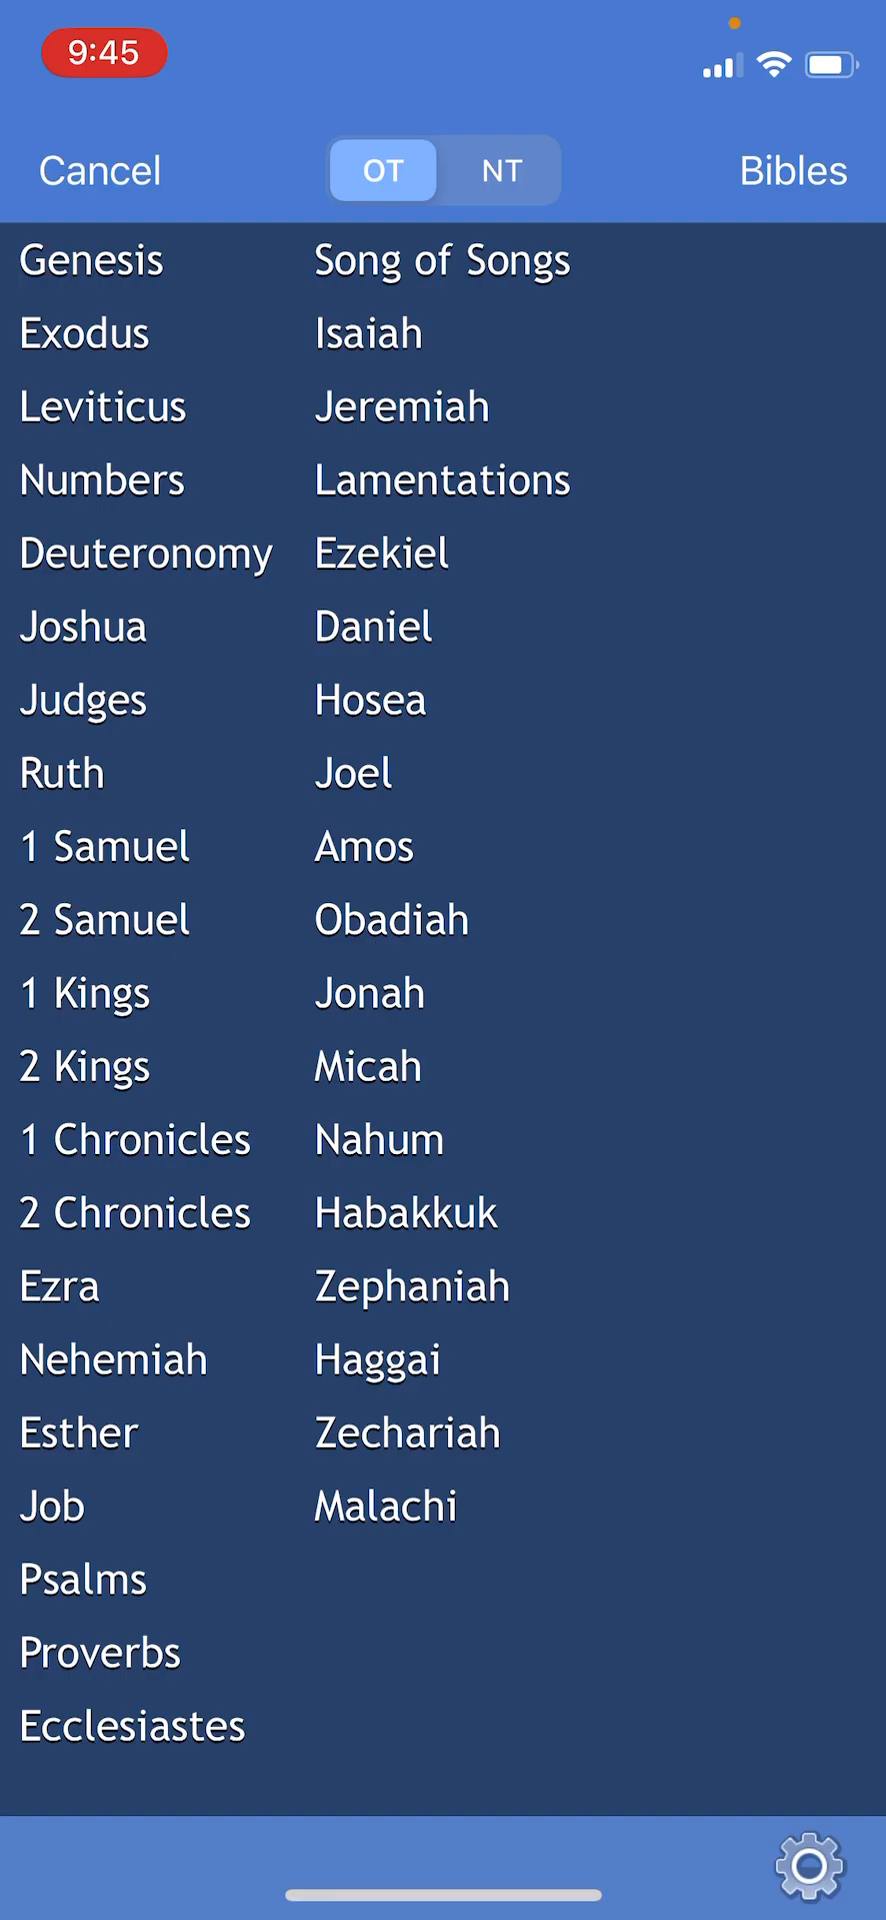 9:45
Cancel OT NT Bibles
Genesis
Exodus
Leviticus
Numbers
Deuteronomy
Joshua
Judges
Ruth
1 Samuel
2 Samuel
1 Kings
2 Kings
1 Chronicles
2 Chronicles
Ezra
Nehemiah
Esther
Job
Psalms
Proverbs
Ecclesiastes
Song of Songs
Isaiah
Jeremiah
Lamentations
Ezekiel
Daniel
Hosea
Joel
Amos
Obadiah
Jonah
Micah
Nahum
Habakkuk
Zephaniah
Haggai
Zechariah
Malachi